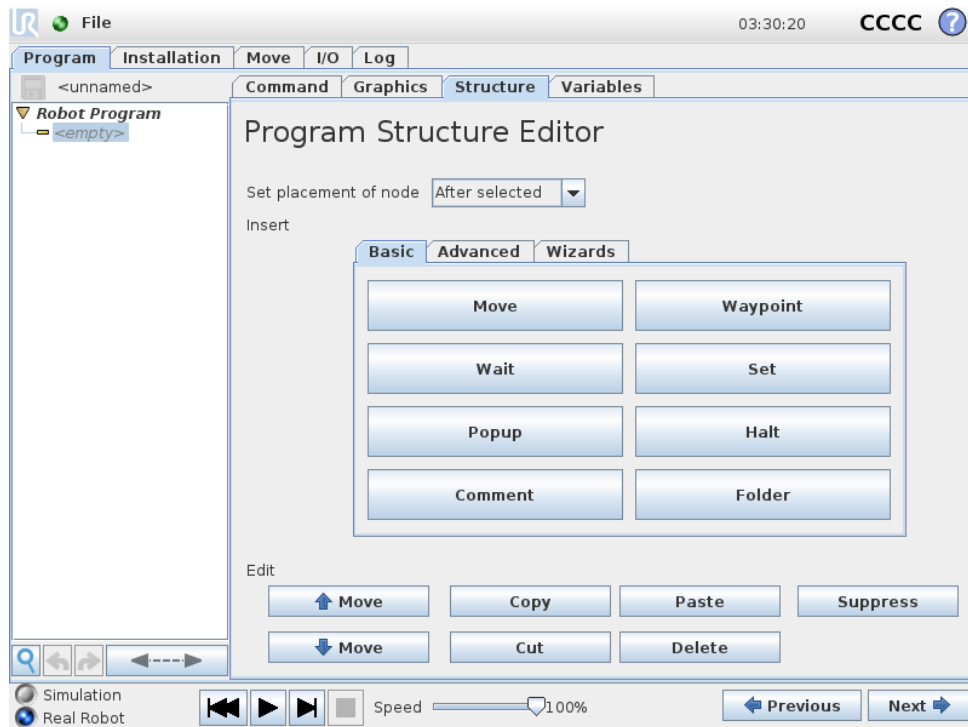 UR File 03:30:20 CCCC ?
Program Installation Move I/O Log
<unnamed> Command Graphics Structure Variables
Robot Program
<empty>
Program Structure Editor
Set placement of node After selected
Insert
Basic Advanced Wizards
Move Waypoint
Wait Set
Popup Halt
Comment Folder
Edit
Move Copy Paste Suppress
Move Cut Delete
Simulation
Real Robot
Speed 100%
Previous Next